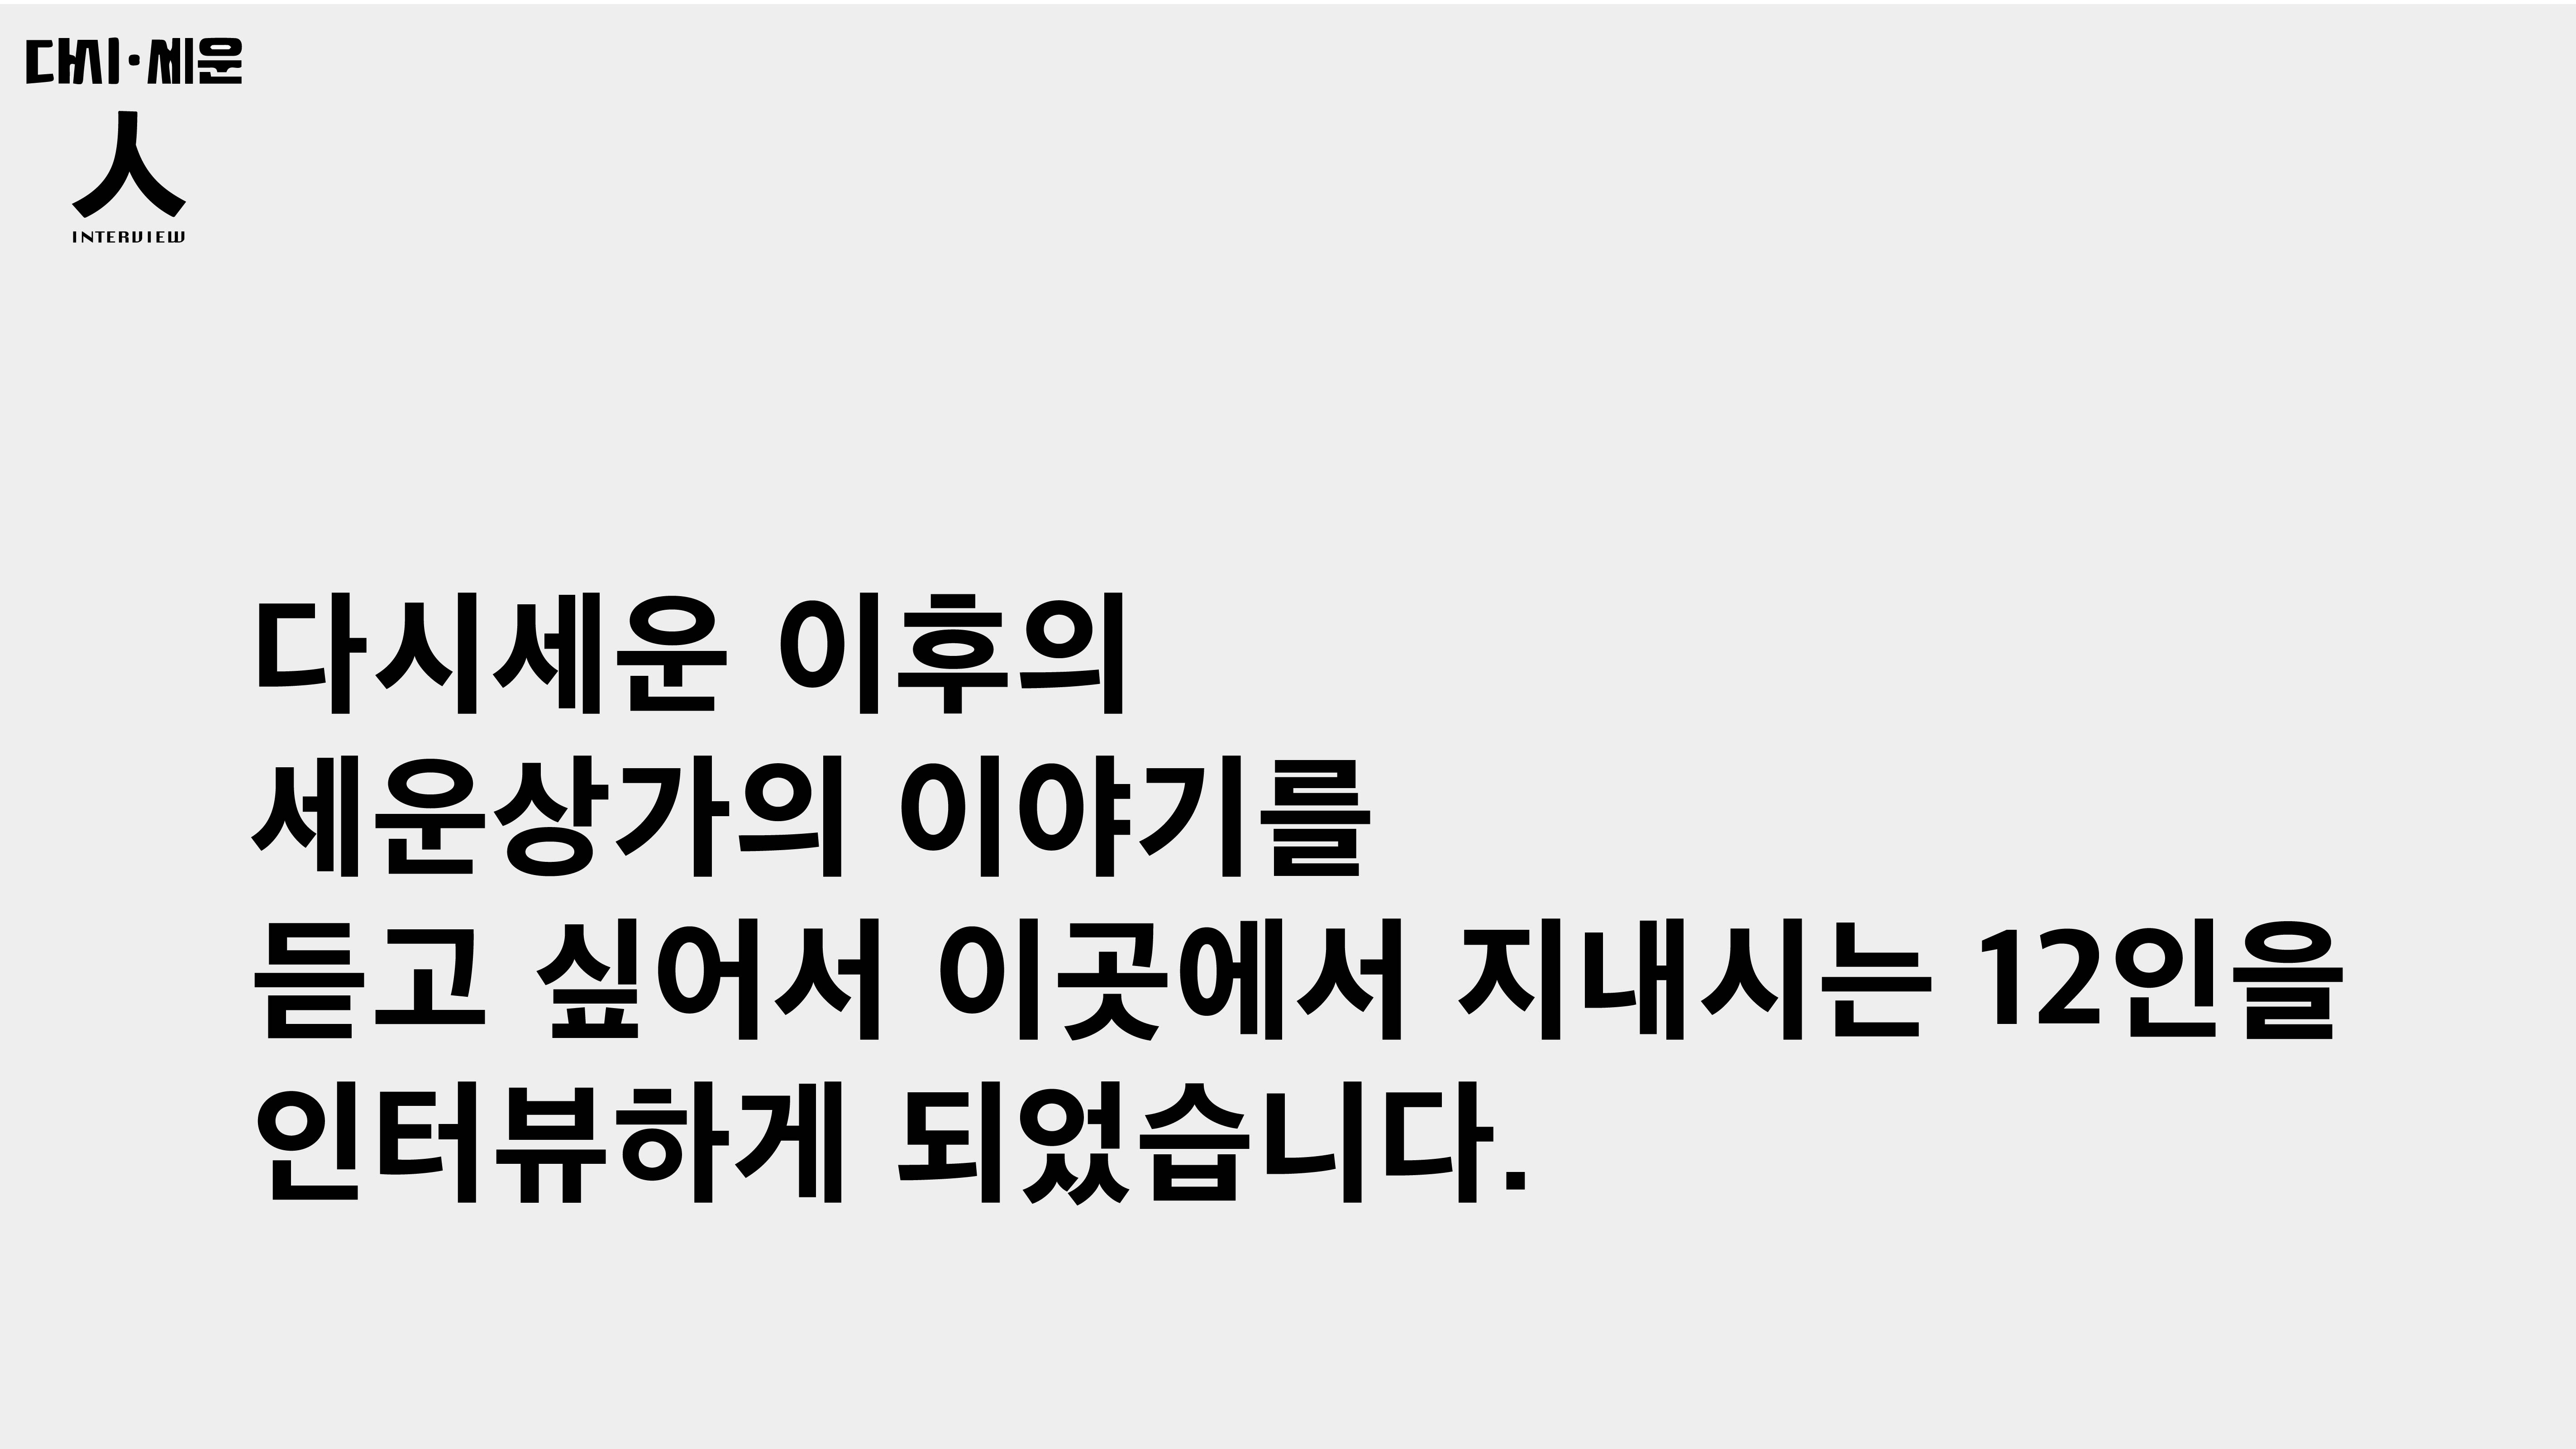 다시·세운
人
INTERVIEW
다시세운 이후의
세운상가의 이야기를
듣고 싶어서 이곳에서 지내시는 12인을
인터뷰하게 되었습니다.